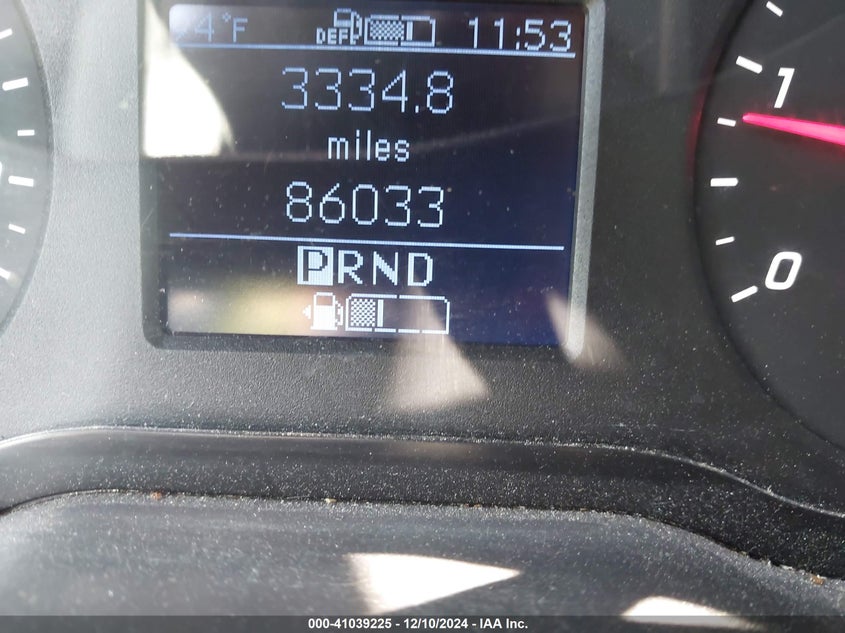 4°F DEF 11:53
3334.8
miles
86033
PRND
1
0
000-41039225 - 12/10/2024 - IAA Inc.